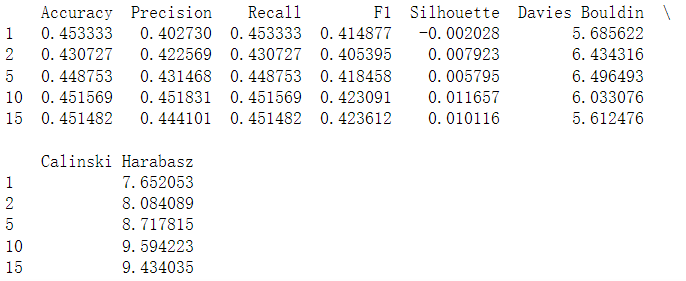 Accuracy Precision Recall F1 Silhouette Davies Bouldin \
1 0.453333 0.402730 0.453333 0.414877 -0.002028 5.685622
2 0.430727 0.422569 0.430727 0.405395 0.007923 6.434316
5 0.448753 0.431468 0.448753 0.418458 0.005795 6.496493
10 0.451569 0.451831 0.451569 0.423091 0.011657 6.033076
15 0.451482 0.444101 0.451482 0.423612 0.010116 5.612476
Calinski Harabasz
1 7.652053
2 8.084089
5 8.717815
10 9.594223
15 9.434035